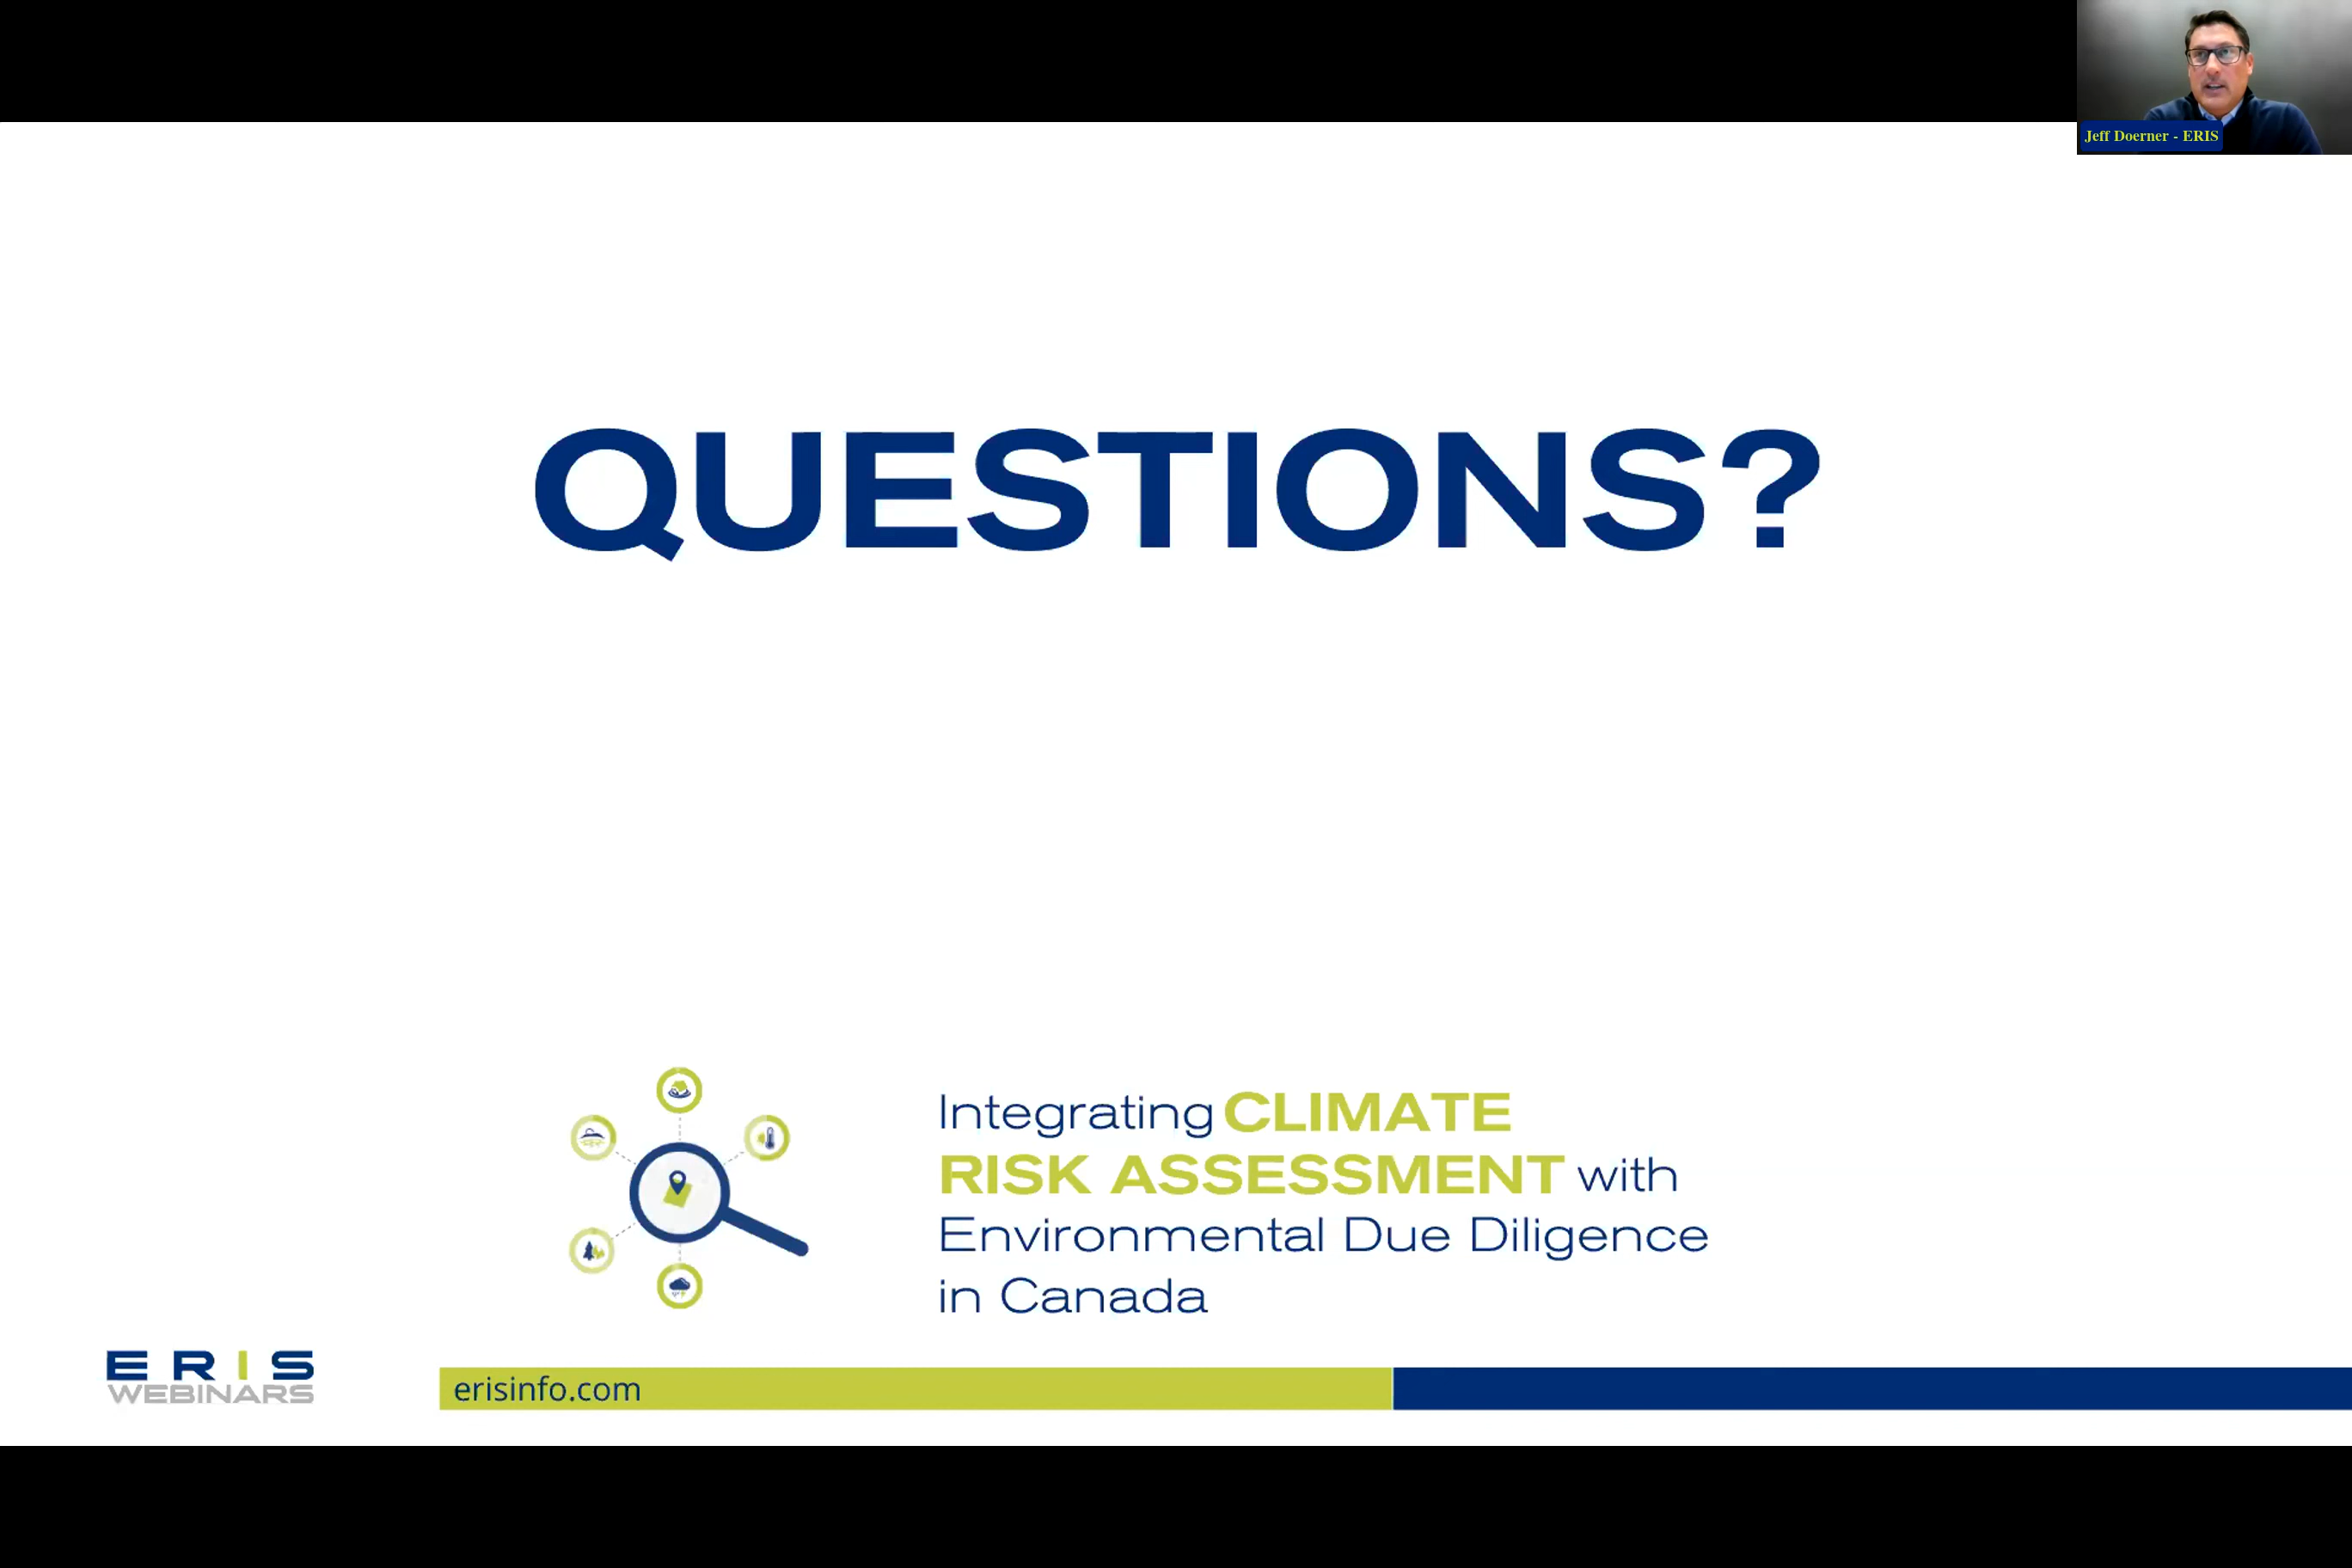 Jeff Doerner - ERIS
QUESTIONS?
Integrating CLIMATE
RISK ASSESSMENT with
Environmental Due Diligence
in Canada
ERIS
WEBINARS
erisinfo.com